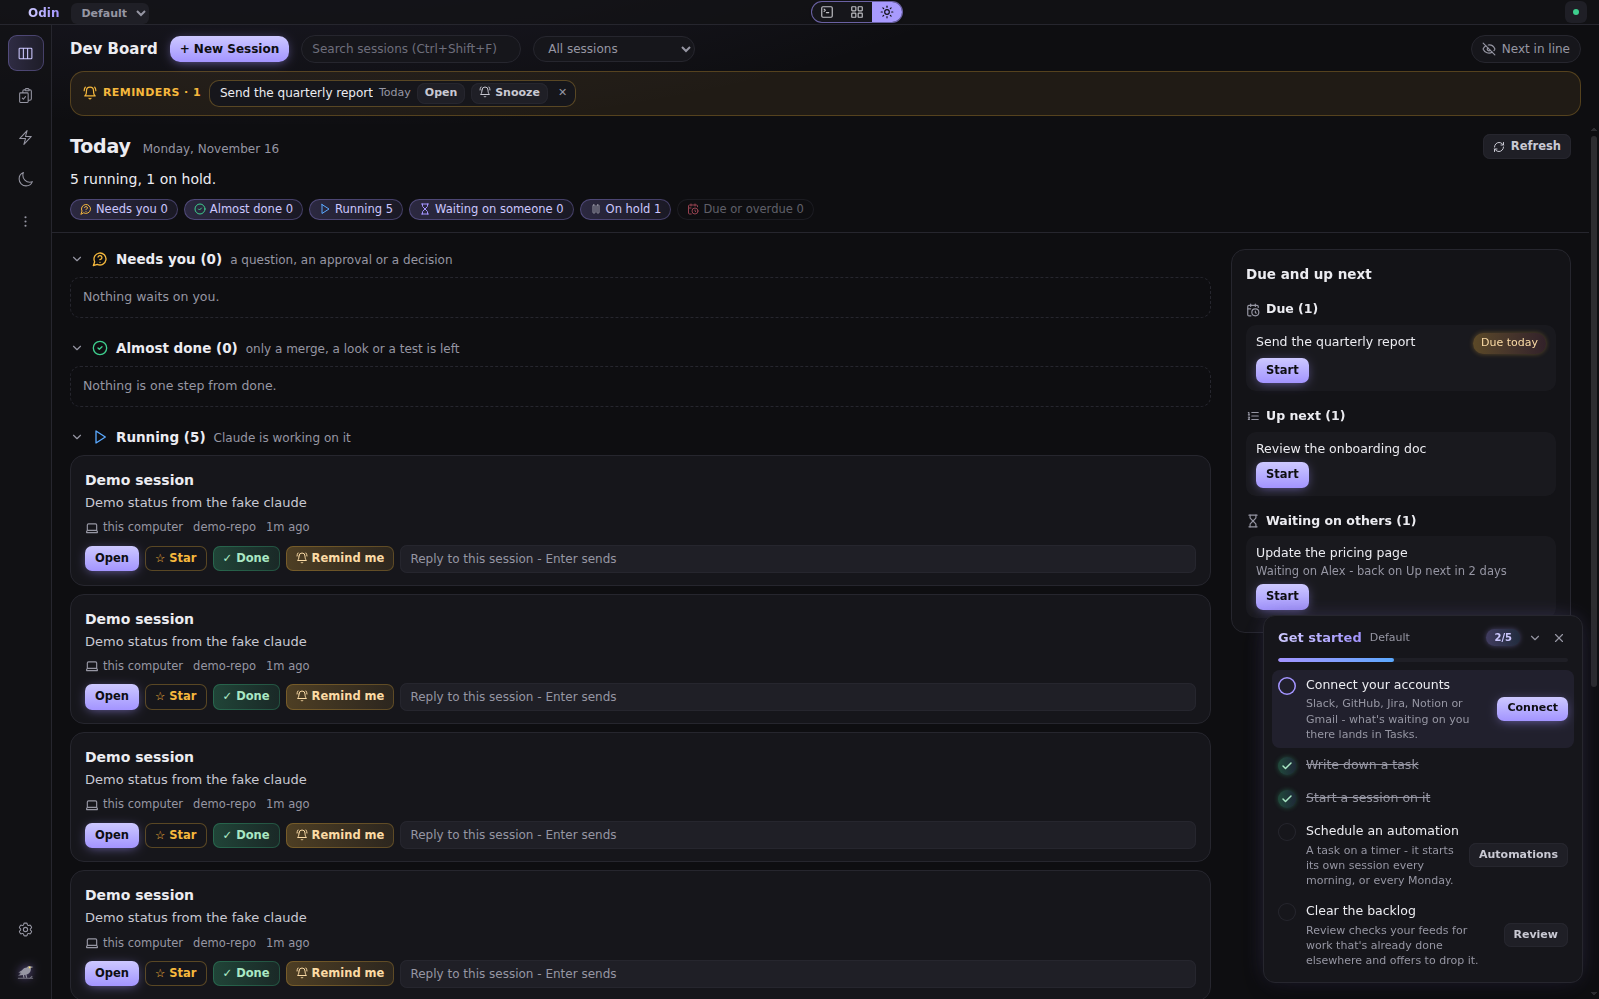 Odin
Default
Dev Board
+ New Session
Search sessions (Ctrl+Shift+F)
All sessions
Next in line
REMINDERS · 1
Send the quarterly report Today Open Snooze ×
Today Monday, November 16
Refresh
5 running, 1 on hold.
Needs you 0
Almost done 0
Running 5
Waiting on someone 0
On hold 1
Due or overdue 0
Needs you (0) a question, an approval or a decision
Nothing waits on you.
Almost done (0) only a merge, a look or a test is left
Nothing is one step from done.
Running (5) Claude is working on it
Demo session
Demo status from the fake claude
this computer demo-repo 1m ago
Open ☆ Star ✓ Done Remind me Reply to this session - Enter sends
Demo session
Demo status from the fake claude
this computer demo-repo 1m ago
Open ☆ Star ✓ Done Remind me Reply to this session - Enter sends
Demo session
Demo status from the fake claude
this computer demo-repo 1m ago
Open ☆ Star ✓ Done Remind me Reply to this session - Enter sends
Demo session
Demo status from the fake claude
this computer demo-repo 1m ago
Open ☆ Star ✓ Done Remind me Reply to this session - Enter sends
Due and up next
Due (1)
Send the quarterly report
Due today
Start
Up next (1)
Review the onboarding doc
Start
Waiting on others (1)
Update the pricing page
Waiting on Alex - back on Up next in 2 days
Start
Get started Default 2/5
Connect your accounts
Slack, GitHub, Jira, Notion or
Gmail - what's waiting on you
there lands in Tasks.
Connect
Write down a task
Start a session on it
Schedule an automation
A task on a timer - it starts
its own session every
morning, or every Monday.
Automations
Clear the backlog
Review checks your feeds for
work that's already done
elsewhere and offers to drop it.
Review